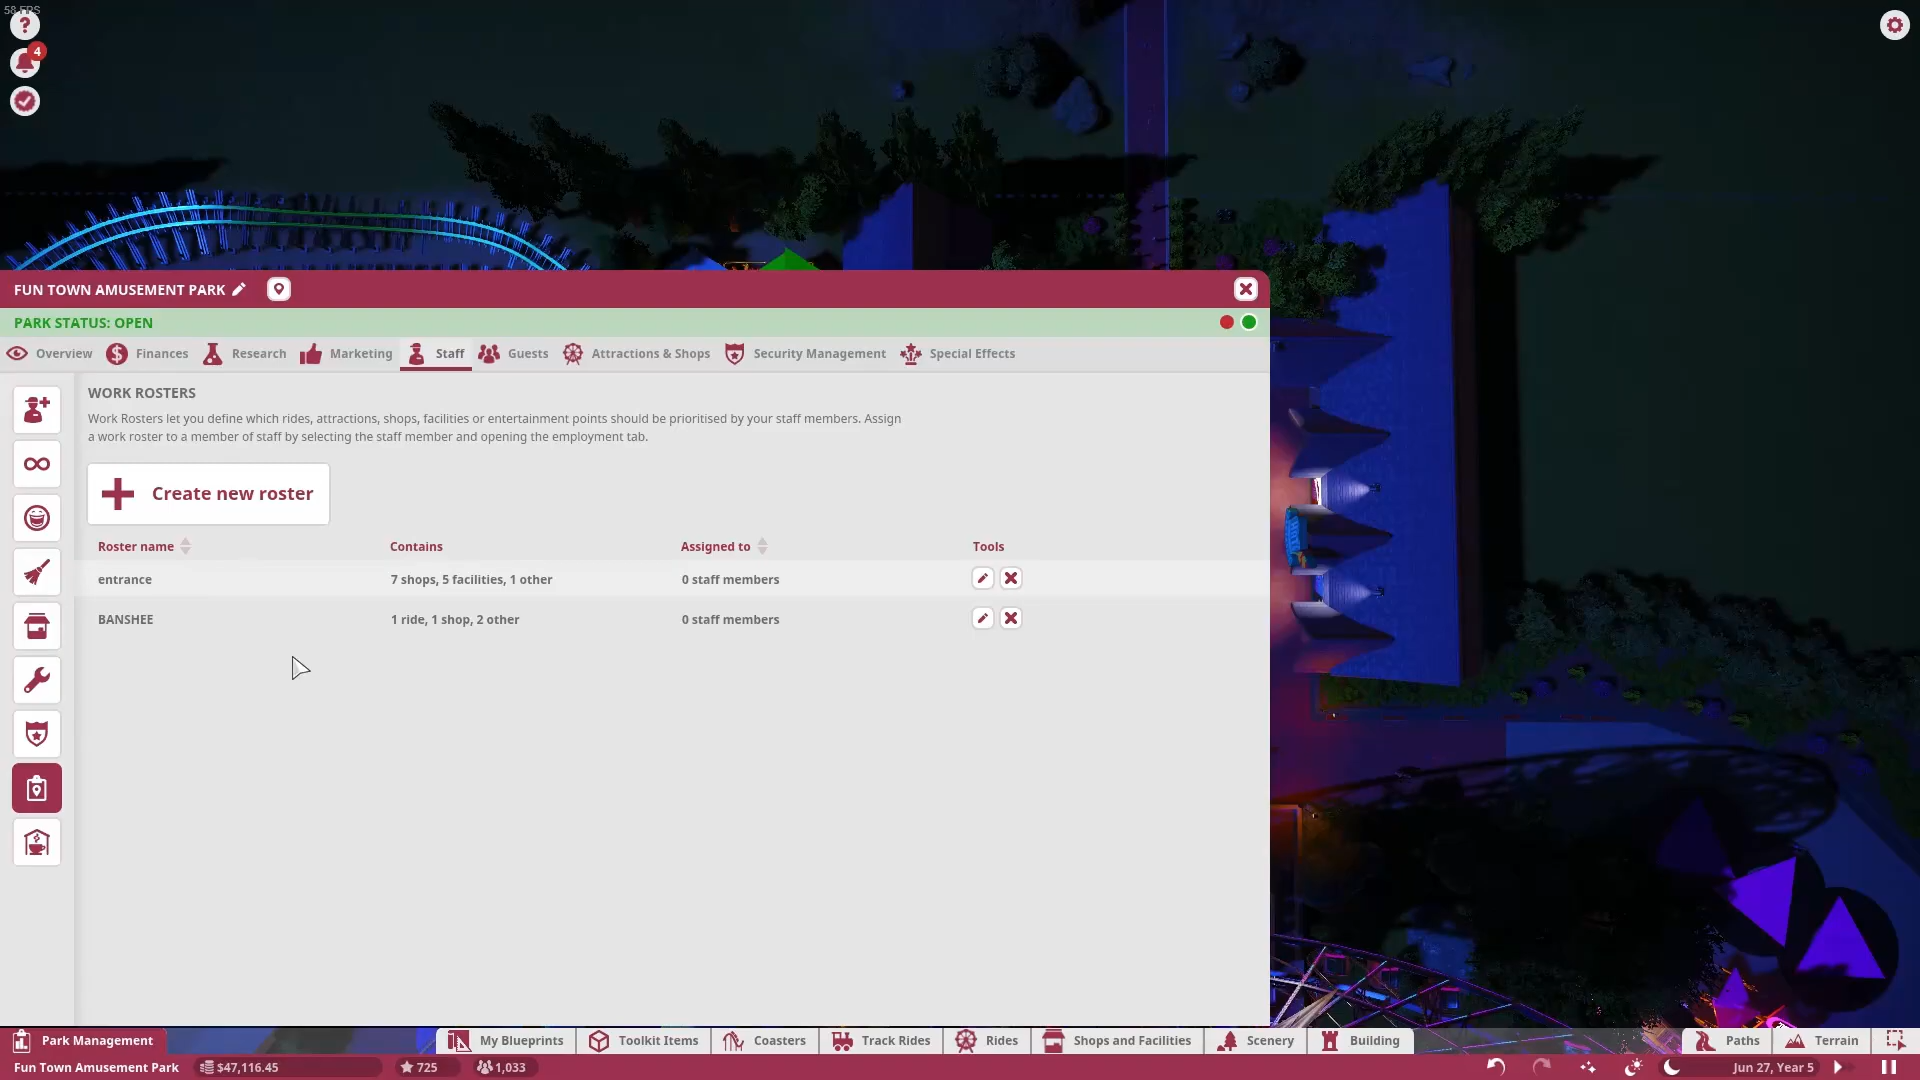 58 FPS
?
4
FUN TOWN AMUSEMENT PARK
PARK STATUS: OPEN
Overview Finances Research Marketing Staff Guests Attractions & Shops Security Management Special Effects
WORK ROSTERS
Work Rosters let you define which rides, attractions, shops, facilities or entertainment points should be prioritised by your staff members. Assign
a work roster to a member of staff by selecting the staff member and opening the employment tab.
Create new roster
Roster name Contains Assigned to Tools
entrance 7 shops, 5 facilities, 1 other 0 staff members
BANSHEE 1 ride, 1 shop, 2 other 0 staff members
Park Management My Blueprints Toolkit Items Coasters Track Rides Rides Shops and Facilities Scenery Building Paths Terrain
Fun Town Amusement Park $47,116.45 725 1,033 Jun 27, Year 5